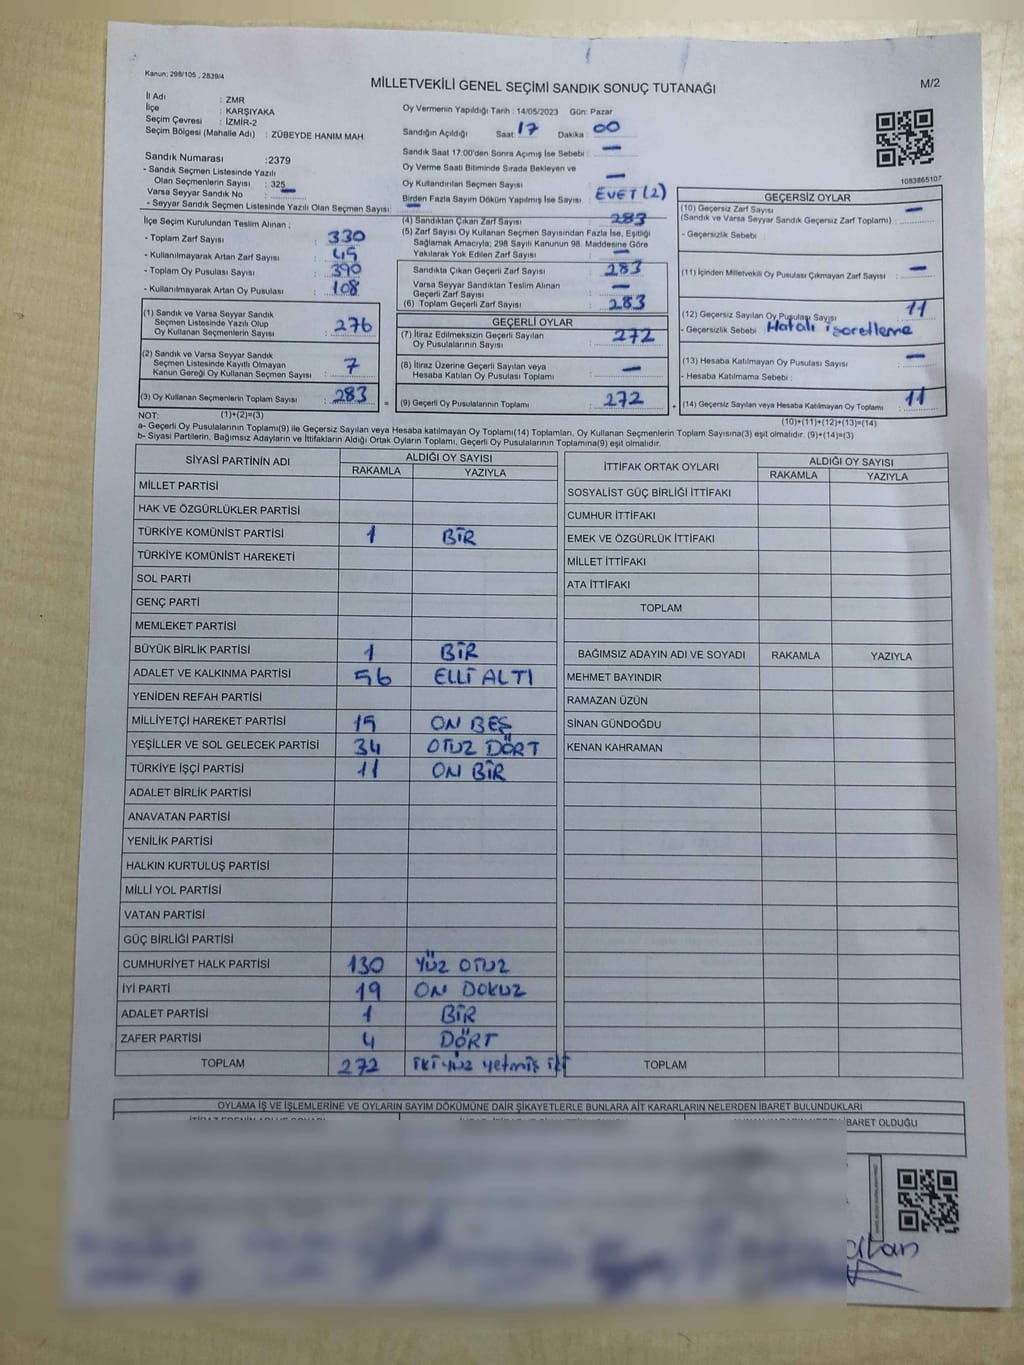 Kanun: 298/105 , 2839/4
MİLLETVEKİLİ GENEL SEÇİMİ SANDIK SONUÇ TUTANAĞI
M/2
İl Adı : ZMR
İlçe : KARŞIYAKA
Seçim Çevresi : İZMİR-2
Seçim Bölgesi (Mahalle Adı) : ZÜBEYDE HANIM MAH.
Sandık Numarası :2379
- Sandık Seçmen Listesinde Yazılı
Olan Seçmenlerin Sayısı : 325
Varsa Seyyar Sandık No : —
- Seyyar Sandık Seçmen Listesinde Yazılı Olan Seçmen Sayısı: —
İlçe Seçim Kurulundan Teslim Alınan ;
- Toplam Zarf Sayısı : 330
- Kullanılmayarak Artan Zarf Sayısı : 45
- Toplam Oy Pusulası Sayısı : 390
- Kullanılmayarak Artan Oy Pusulası : 108
(1) Sandık ve Varsa Seyyar Sandık
Seçmen Listesinde Yazılı Olup
Oy Kullanan Seçmenlerin Sayısı : 276
(2) Sandık ve Varsa Seyyar Sandık
Seçmen Listesinde Kayıtlı Olmayan
Kanun Gereği Oy Kullanan Seçmen Sayısı : 7
(3) Oy Kullanan Seçmenlerin Toplam Sayısı : 283
Oy Vermenin Yapıldığı Tarih : 14/05/2023 Gün: Pazar
Sandığın Açıldığı Saat: 17 Dakika : 00
Sandık Saat 17:00'den Sonra Açımış İse Sebebi : —
Oy Verme Saati Bitiminde Sırada Bekleyen ve
Oy Kullandırılan Seçmen Sayısı : —
Birden Fazla Sayım Döküm Yapılmış İse Sayısı : EVET (2)
(4) Sandıktan Çıkan Zarf Sayısı : 283
(5) Zarf Sayısı Oy Kullanan Seçmen Sayısından Fazla İse, Eşitliği
Sağlamak Amacıyla; 298 Sayılı Kanunun 98. Maddesine Göre
Yakılarak Yok Edilen Zarf Sayısı : —
Sandıkta Çıkan Geçerli Zarf Sayısı : 283
Varsa Seyyar Sandıktan Teslim Alınan
Geçerli Zarf Sayısı : —
(6) Toplam Geçerli Zarf Sayısı : 283
GEÇERLİ OYLAR
(7) İtiraz Edilmeksizin Geçerli Sayılan
Oy Pusulalarının Sayısı : 272
(8) İtiraz Üzerine Geçerli Sayılan veya
Hesaba Katılan Oy Pusulası Toplamı : —
= (9) Geçerli Oy Pusulalarının Toplamı : 272
1083865107
GEÇERSİZ OYLAR
(10) Geçersiz Zarf Sayısı : —
(Sandık ve Varsa Seyyar Sandık Geçersiz Zarf Toplamı)
- Geçersizlik Sebebi :
(11) İçinden Milletvekili Oy Pusulası Çıkmayan Zarf Sayısı : —
(12) Geçersiz Sayılan Oy Pusulası Sayısı : 11
- Geçersizlik Sebebi : Hatalı işaretleme
(13) Hesaba Katılmayan Oy Pusulası Sayısı : —
- Hesaba Katılmama Sebebi :
+ (14) Geçersiz Sayılan veya Hesaba Katılmayan Oy Toplamı : 11
NOT: (1)+(2)=(3)
(10)+(11)+(12)+(13)=(14)
a- Geçerli Oy Pusulalarının Toplamı(9) ile Geçersiz Sayılan veya Hesaba katılmayan Oy Toplamı(14) Toplamları, Oy Kullanan Seçmenlerin Toplam Sayısına(3) eşit olmalıdır. (9)+(14)=(3)
b- Siyasi Partilerin, Bağımsız Adayların ve İttifakların Aldığı Ortak Oyların Toplamı, Geçerli Oy Pusulalarının Toplamına(9) eşit olmalıdır.
SİYASİ PARTİNİN ADI ALDIĞI OY SAYISI
RAKAMLA YAZIYLA
MİLLET PARTİSİ
HAK VE ÖZGÜRLÜKLER PARTİSİ
TÜRKİYE KOMÜNİST PARTİSİ 1 BİR
TÜRKİYE KOMÜNİST HAREKETİ
SOL PARTİ
GENÇ PARTİ
MEMLEKET PARTİSİ
BÜYÜK BİRLİK PARTİSİ 1 BİR
ADALET VE KALKINMA PARTİSİ 56 ELLİ ALTI
YENİDEN REFAH PARTİSİ
MİLLİYETÇİ HAREKET PARTİSİ 15 ON BEŞ
YEŞİLLER VE SOL GELECEK PARTİSİ 34 OTUZ DÖRT
TÜRKİYE İŞÇİ PARTİSİ 11 ON BİR
ADALET BİRLİK PARTİSİ
ANAVATAN PARTİSİ
YENİLİK PARTİSİ
HALKIN KURTULUŞ PARTİSİ
MİLLİ YOL PARTİSİ
VATAN PARTİSİ
GÜÇ BİRLİĞİ PARTİSİ
CUMHURİYET HALK PARTİSİ 130 YÜZ OTUZ
İYİ PARTİ 19 ON DOKUZ
ADALET PARTİSİ 1 BİR
ZAFER PARTİSİ 4 DÖRT
TOPLAM 272 iki yüz yetmiş iki
İTTİFAK ORTAK OYLARI ALDIĞI OY SAYISI
RAKAMLA YAZIYLA
SOSYALİST GÜÇ BİRLİĞİ İTTİFAKI
CUMHUR İTTİFAKI
EMEK VE ÖZGÜRLÜK İTTİFAKI
MİLLET İTTİFAKI
ATA İTTİFAKI
TOPLAM
BAĞIMSIZ ADAYIN ADI VE SOYADI RAKAMLA YAZIYLA
MEHMET BAYINDIR
RAMAZAN ÜZÜN
SİNAN GÜNDOĞDU
KENAN KAHRAMAN
TOPLAM
OYLAMA İŞ VE İŞLEMLERİNE VE OYLARIN SAYIM DÖKÜMÜNE DAİR ŞİKAYETLERLE BUNLARA AİT KARARLARIN NELERDEN İBARET BULUNDUKLARI
İBARET OLDUĞU